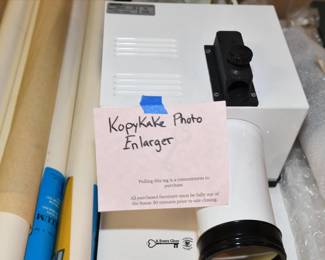 KopyKake Photo
Enlarger
Pulling this tag is a commitment to
purchase.
All purchased furniture must be fully out of
the house 30 minutes prior to sale closing.